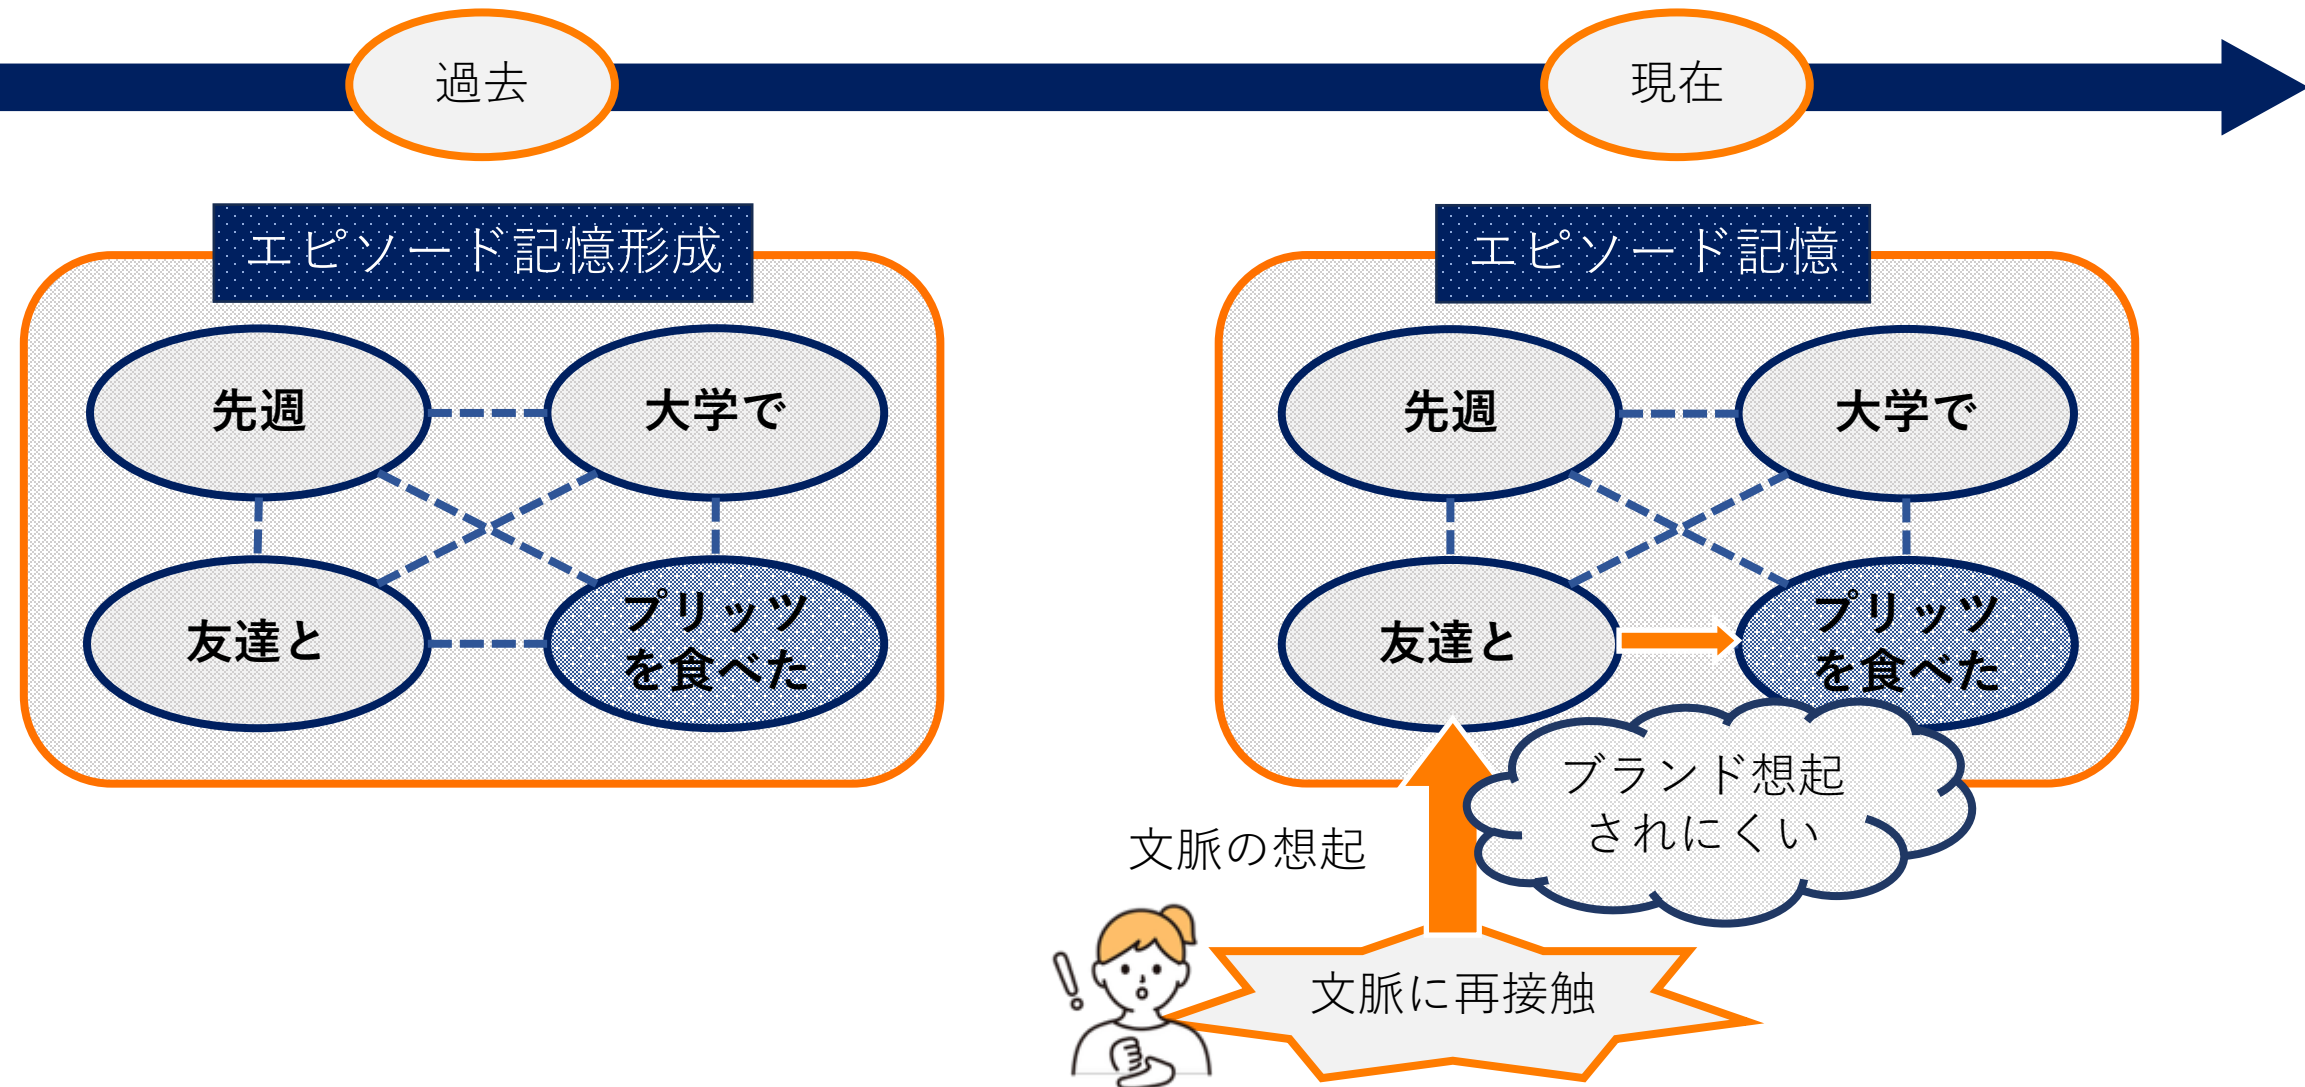 過去
現在
エピソード記憶形成
先週
大学で
友達と
プリッツ
を食べた
エピソード記憶
先週
大学で
友達と
プリッツ
を食べた
ブランド想起
されにくい
文脈の想起
文脈に再接触